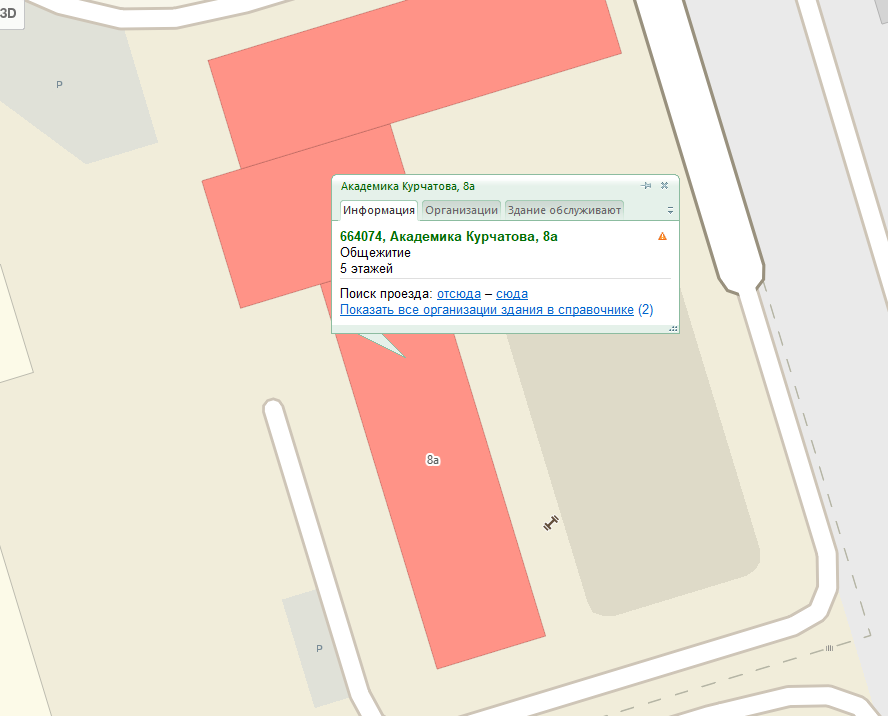 3D
P
Академика Курчатова, 8а
Информация
Организации
Здание обслуживают
664074, Академика Курчатова, 8а
Общежитие
5 этажей
Поиск проезда: отсюда – сюда
Показать все организации здания в справочнике (2)
8а
P